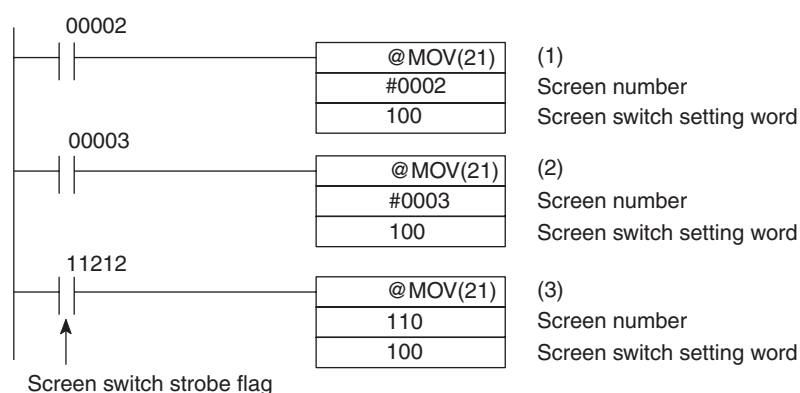 00002
@MOV(21) (1)
#0002 Screen number
100 Screen switch setting word
00003
@MOV(21) (2)
#0003 Screen number
100 Screen switch setting word
11212
@MOV(21) (3)
110 Screen number
100 Screen switch setting word
Screen switch strobe flag